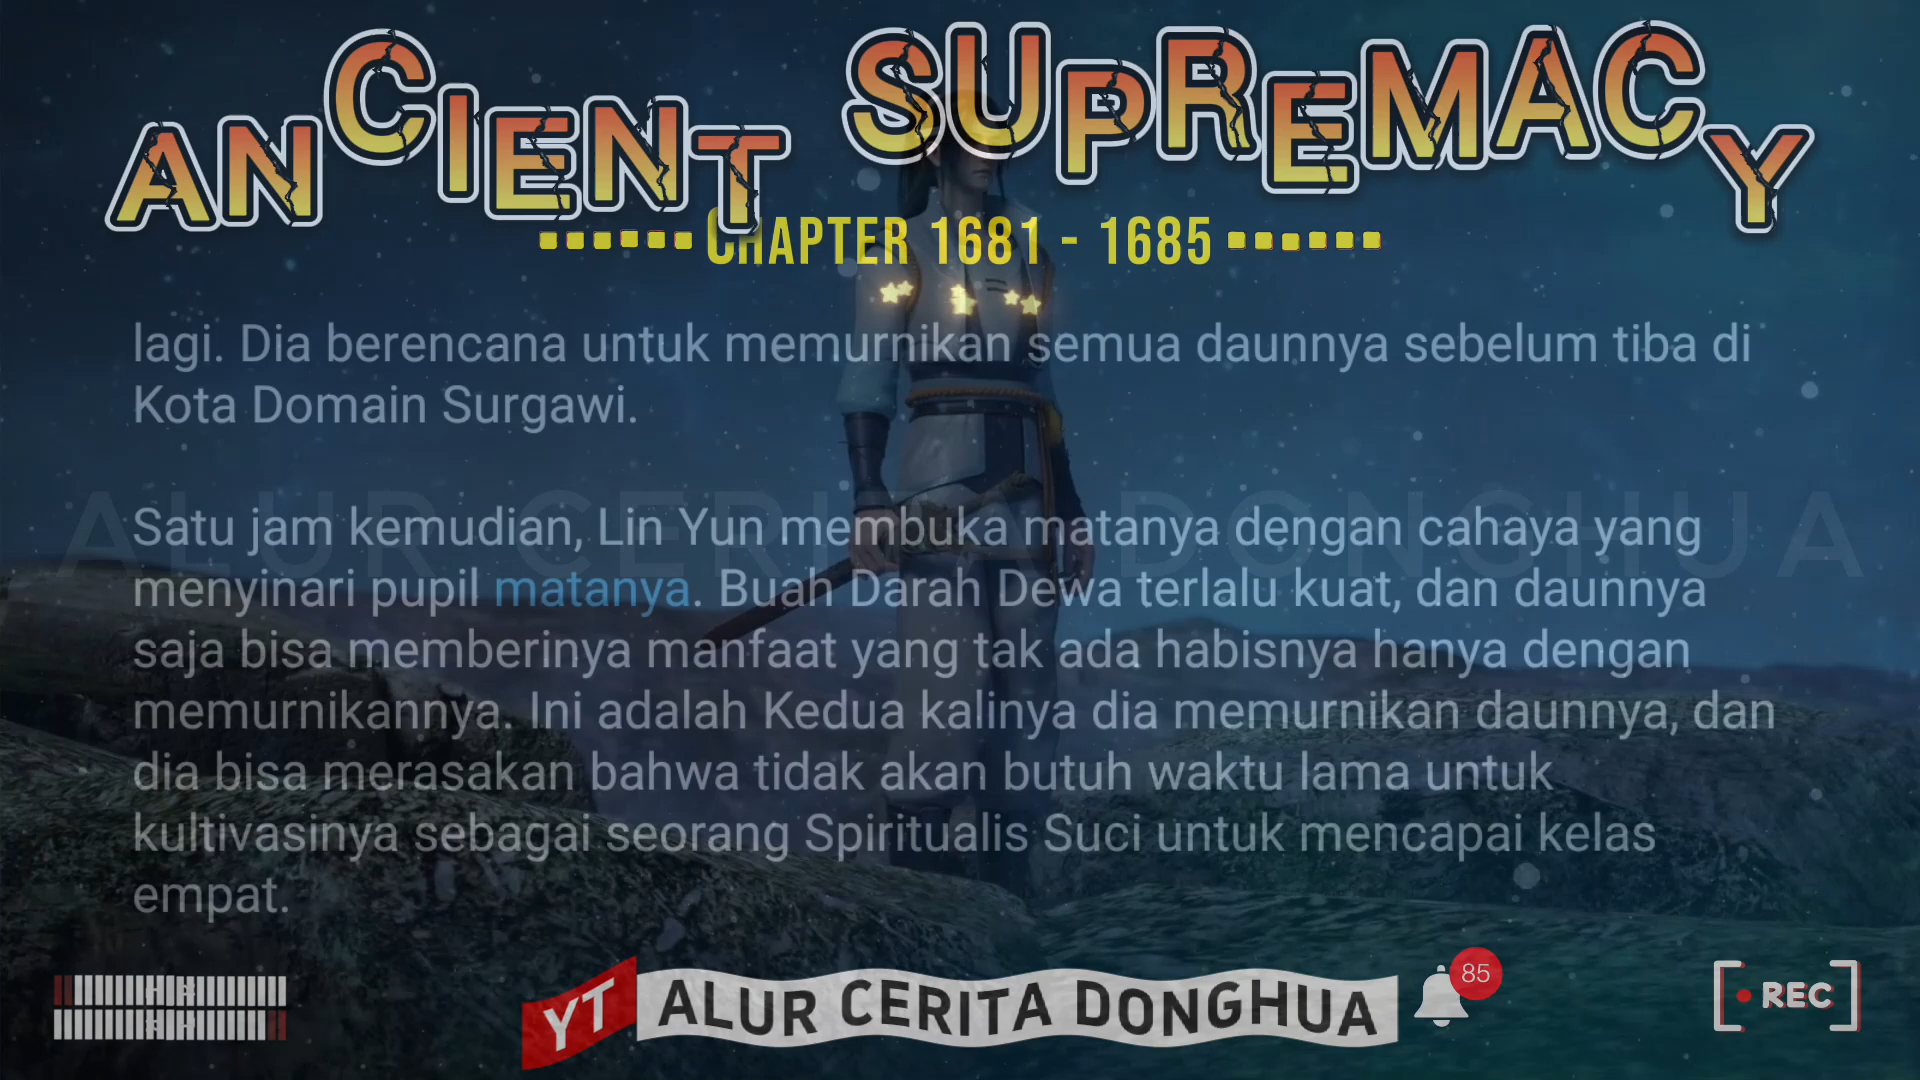 ANCIENT SUPREMACY
CHAPTER 1681 - 1685
lagi. Dia berencana untuk memurnikan semua daunnya sebelum tiba di
Kota Domain Surgawi.
ALUR CERITA DONGHUA
Satu jam kemudian, Lin Yun membuka matanya dengan cahaya yang
menyinari pupil matanya. Buah Darah Dewa terlalu kuat, dan daunnya
saja bisa memberinya manfaat yang tak ada habisnya hanya dengan
memurnikannya. Ini adalah Kedua kalinya dia memurnikan daunnya, dan
dia bisa merasakan bahwa tidak akan butuh waktu lama untuk
kultivasinya sebagai seorang Spiritualis Suci untuk mencapai kelas
empat.
YT ALUR CERITA DONGHUA 85
REC